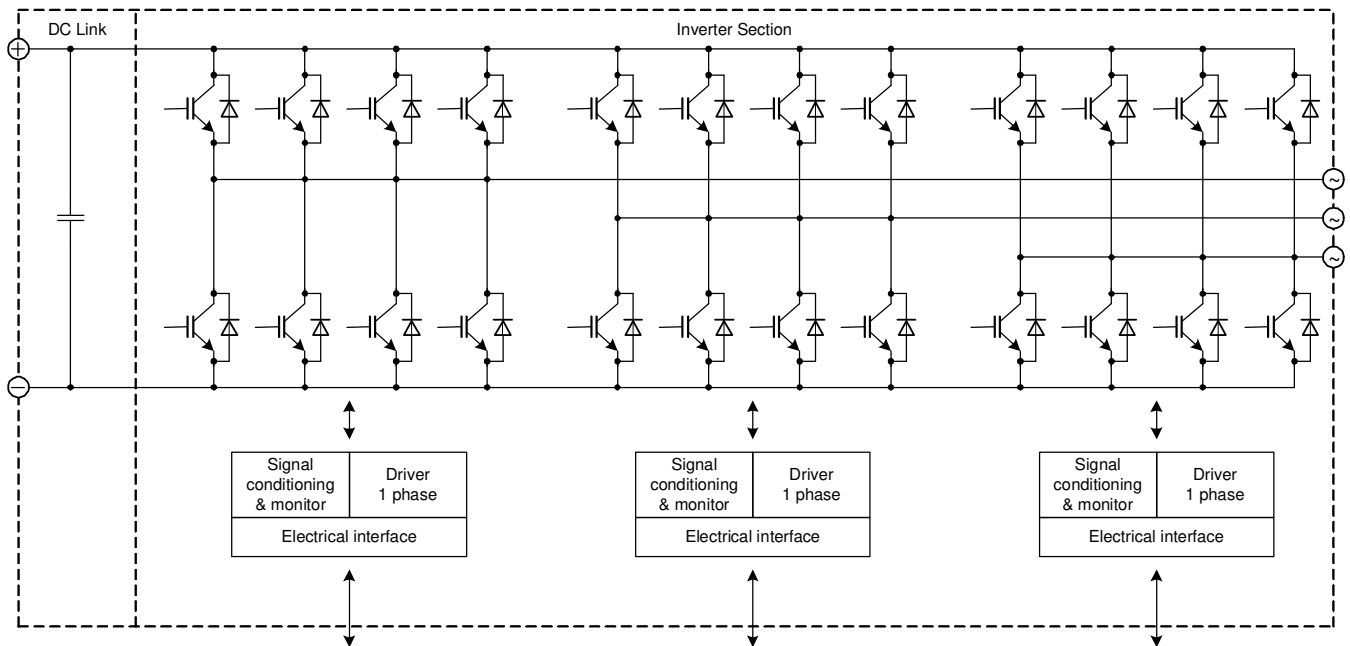 DC Link
Inverter Section
+
~
~
~
−
Signal
conditioning
& monitor
Driver
1 phase
Electrical interface
Signal
conditioning
& monitor
Driver
1 phase
Electrical interface
Signal
conditioning
& monitor
Driver
1 phase
Electrical interface